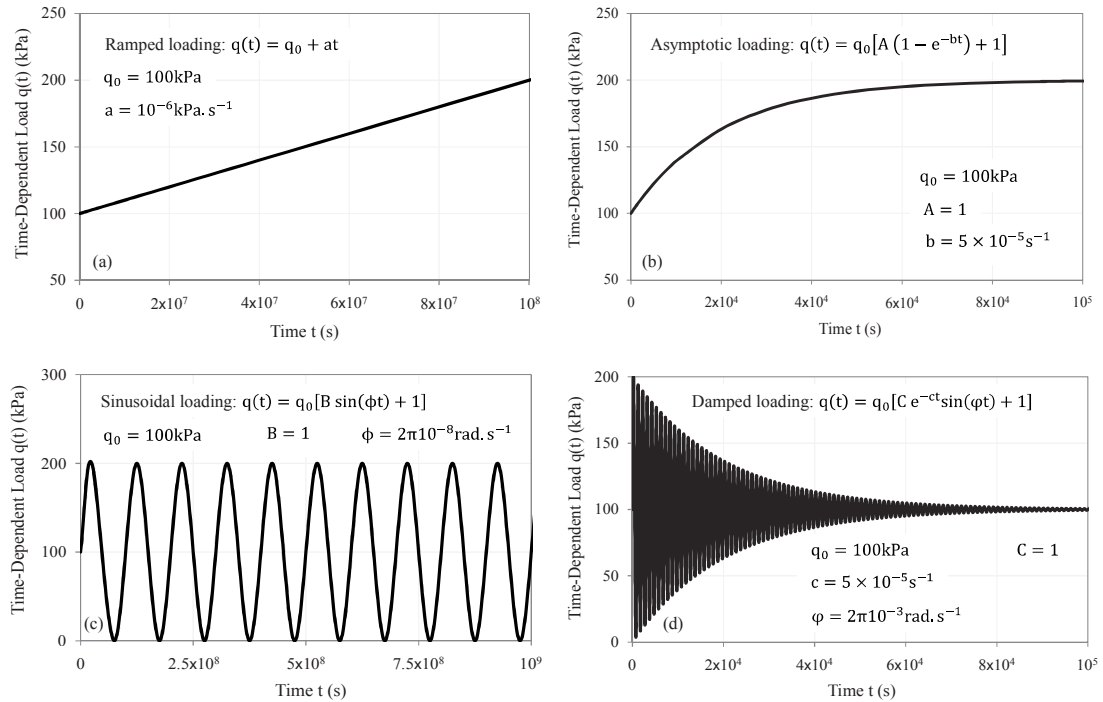 Time-Dependent Load q(t) (kPa)
250
200
150
100
50
Ramped loading: q(t) = q₀ + at
q₀ = 100kPa
a = 10⁻⁶kPa.s⁻¹
(a)
0 2x10⁷ 4x10⁷ 6x10⁷ 8x10⁷ 10⁸
Time t (s)
Time-Dependent Load q(t) (kPa)
250
200
150
100
50
Asymptotic loading: q(t) = q₀[A (1 − e⁻ᵇᵗ) + 1]
q₀ = 100kPa
A = 1
b = 5 × 10⁻⁵s⁻¹
(b)
0 2x10⁴ 4x10⁴ 6x10⁴ 8x10⁴ 10⁵
Time t (s)
Time-Dependent Load q(t) (kPa)
300
250
200
150
100
50
0
Sinusoidal loading: q(t) = q₀[B sin(ϕt) + 1]
q₀ = 100kPa B = 1 ϕ = 2π10⁻⁸rad.s⁻¹
(c)
0 2.5x10⁸ 5x10⁸ 7.5x10⁸ 10⁹
Time t (s)
Time-Dependent Load q(t) (kPa)
200
150
100
50
0
Damped loading: q(t) = q₀[C e⁻ᶜᵗsin(φt) + 1]
q₀ = 100kPa C = 1
c = 5 × 10⁻⁵s⁻¹
φ = 2π10⁻³rad.s⁻¹
(d)
0 2x10⁴ 4x10⁴ 6x10⁴ 8x10⁴ 10⁵
Time t (s)